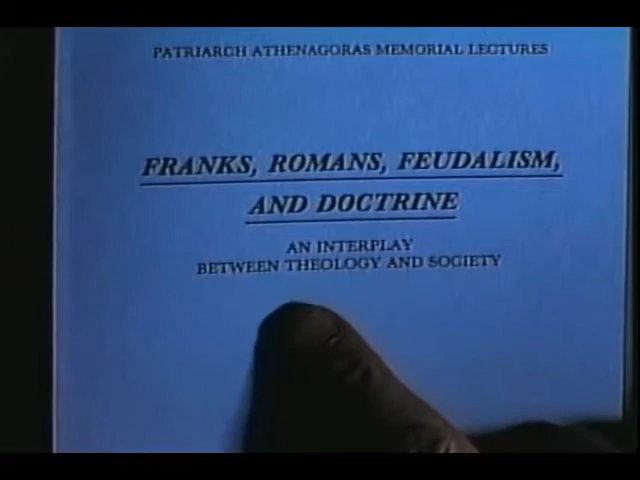 PATRIARCH ATHENAGORAS MEMORIAL LECTURES
FRANKS, ROMANS, FEUDALISM,
AND DOCTRINE
AN INTERPLAY
BETWEEN THEOLOGY AND SOCIETY